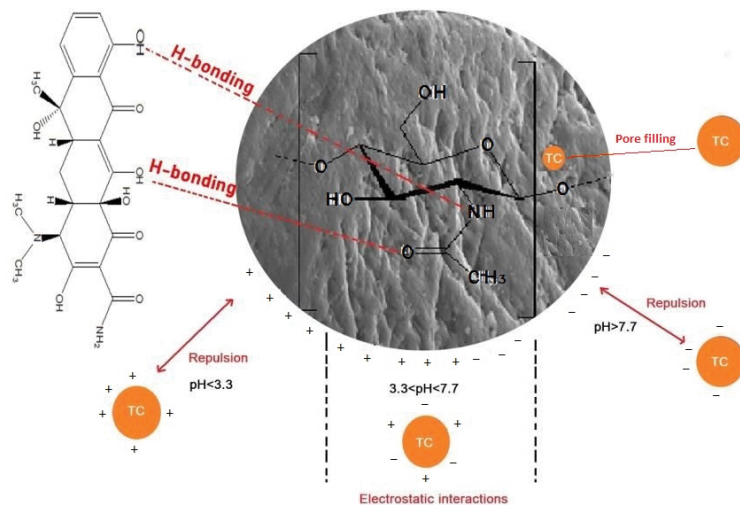 OH
H₃C
OH
O
H
OH
H
OH
H₃C
N
CH₃
O
OH
O
NH₂
H-bonding
H-bonding
OH
O
O
O
HO
NH
O
CH₃
TC
Pore filling
TC
Repulsion
pH<3.3
TC
3.3<pH<7.7
TC
Electrostatic interactions
Repulsion
pH>7.7
TC
+ + + + + + + + + +
− − − − − − − − −
+ + + + +
− + − − + +
− − − −